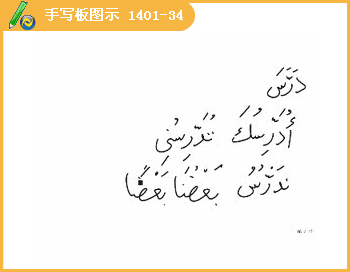 手写板图示 1401-34
دَرَّسَ
أُدَرِّسُكَ تُدَرِّسُنِي
نَدَرُّسُ بَعْضُنَا بَعْضًا